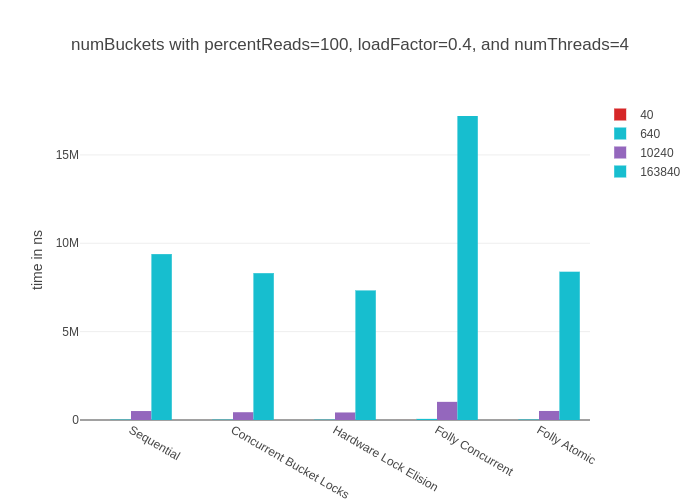 numBuckets with percentReads=100, loadFactor=0.4, and numThreads=4
40
640
10240
163840
time in ns
15M
10M
5M
0
Sequential
Concurrent Bucket Locks
Hardware Lock Elision
Folly Concurrent
Folly Atomic